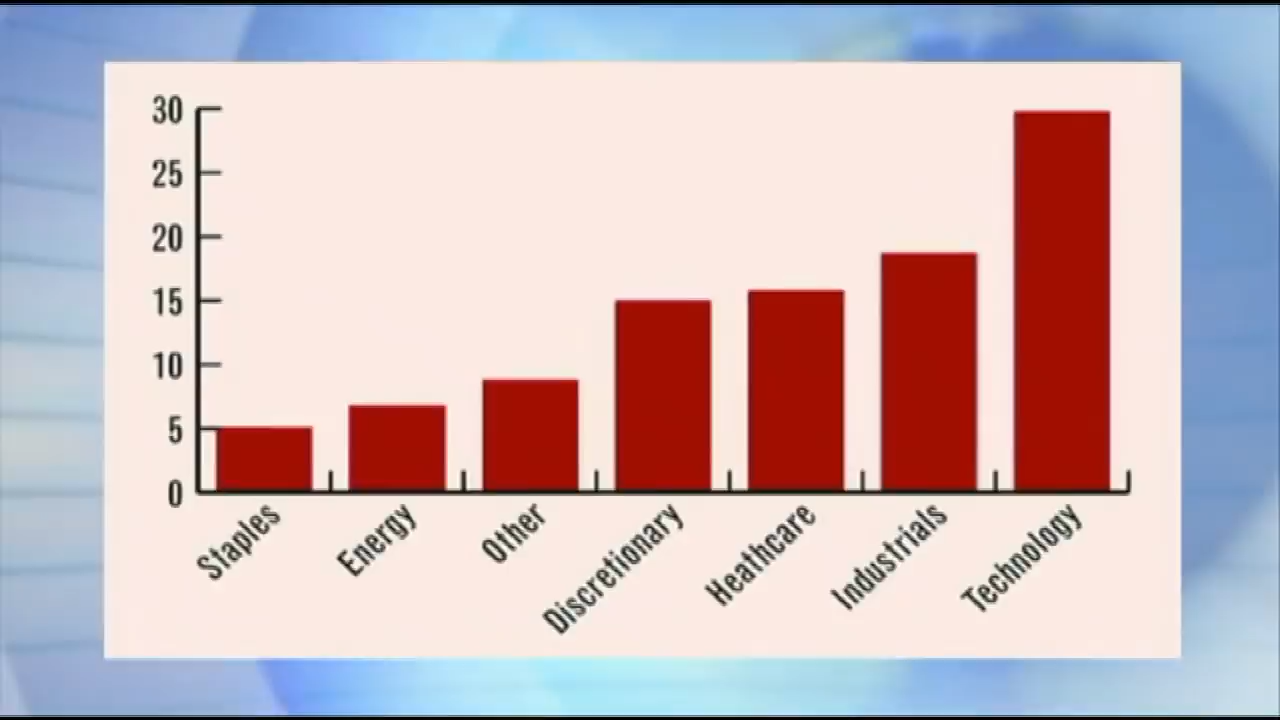 30
25
20
15
10
5
0
Staples
Energy
Other
Discretionary
Heathcare
Industrials
Technology